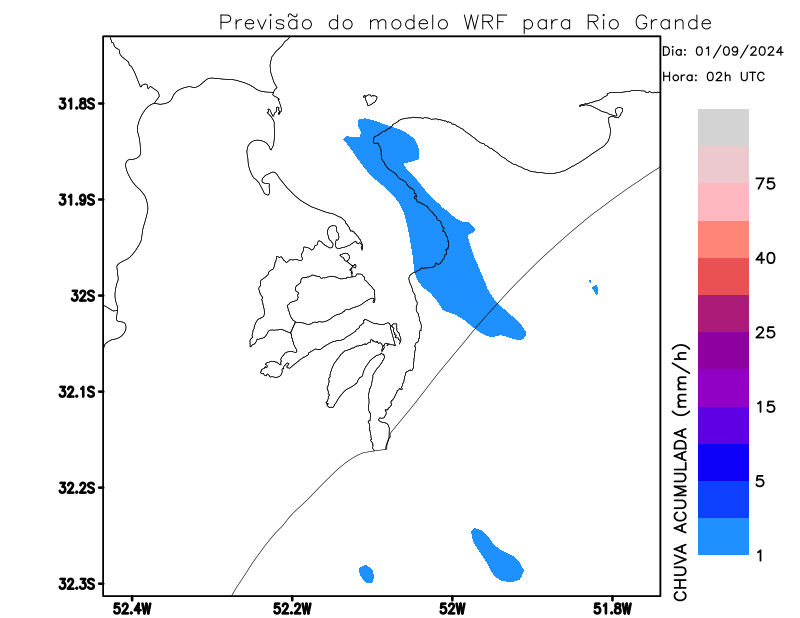 Previsão do modelo WRF para Rio Grande
Dia: 01/09/2024
Hora: 02h UTC
31.8S
31.9S
32S
32.1S
32.2S
32.3S
52.4W
52.2W
52W
51.8W
75
40
25
15
5
1
CHUVA ACUMULADA (mm/h)